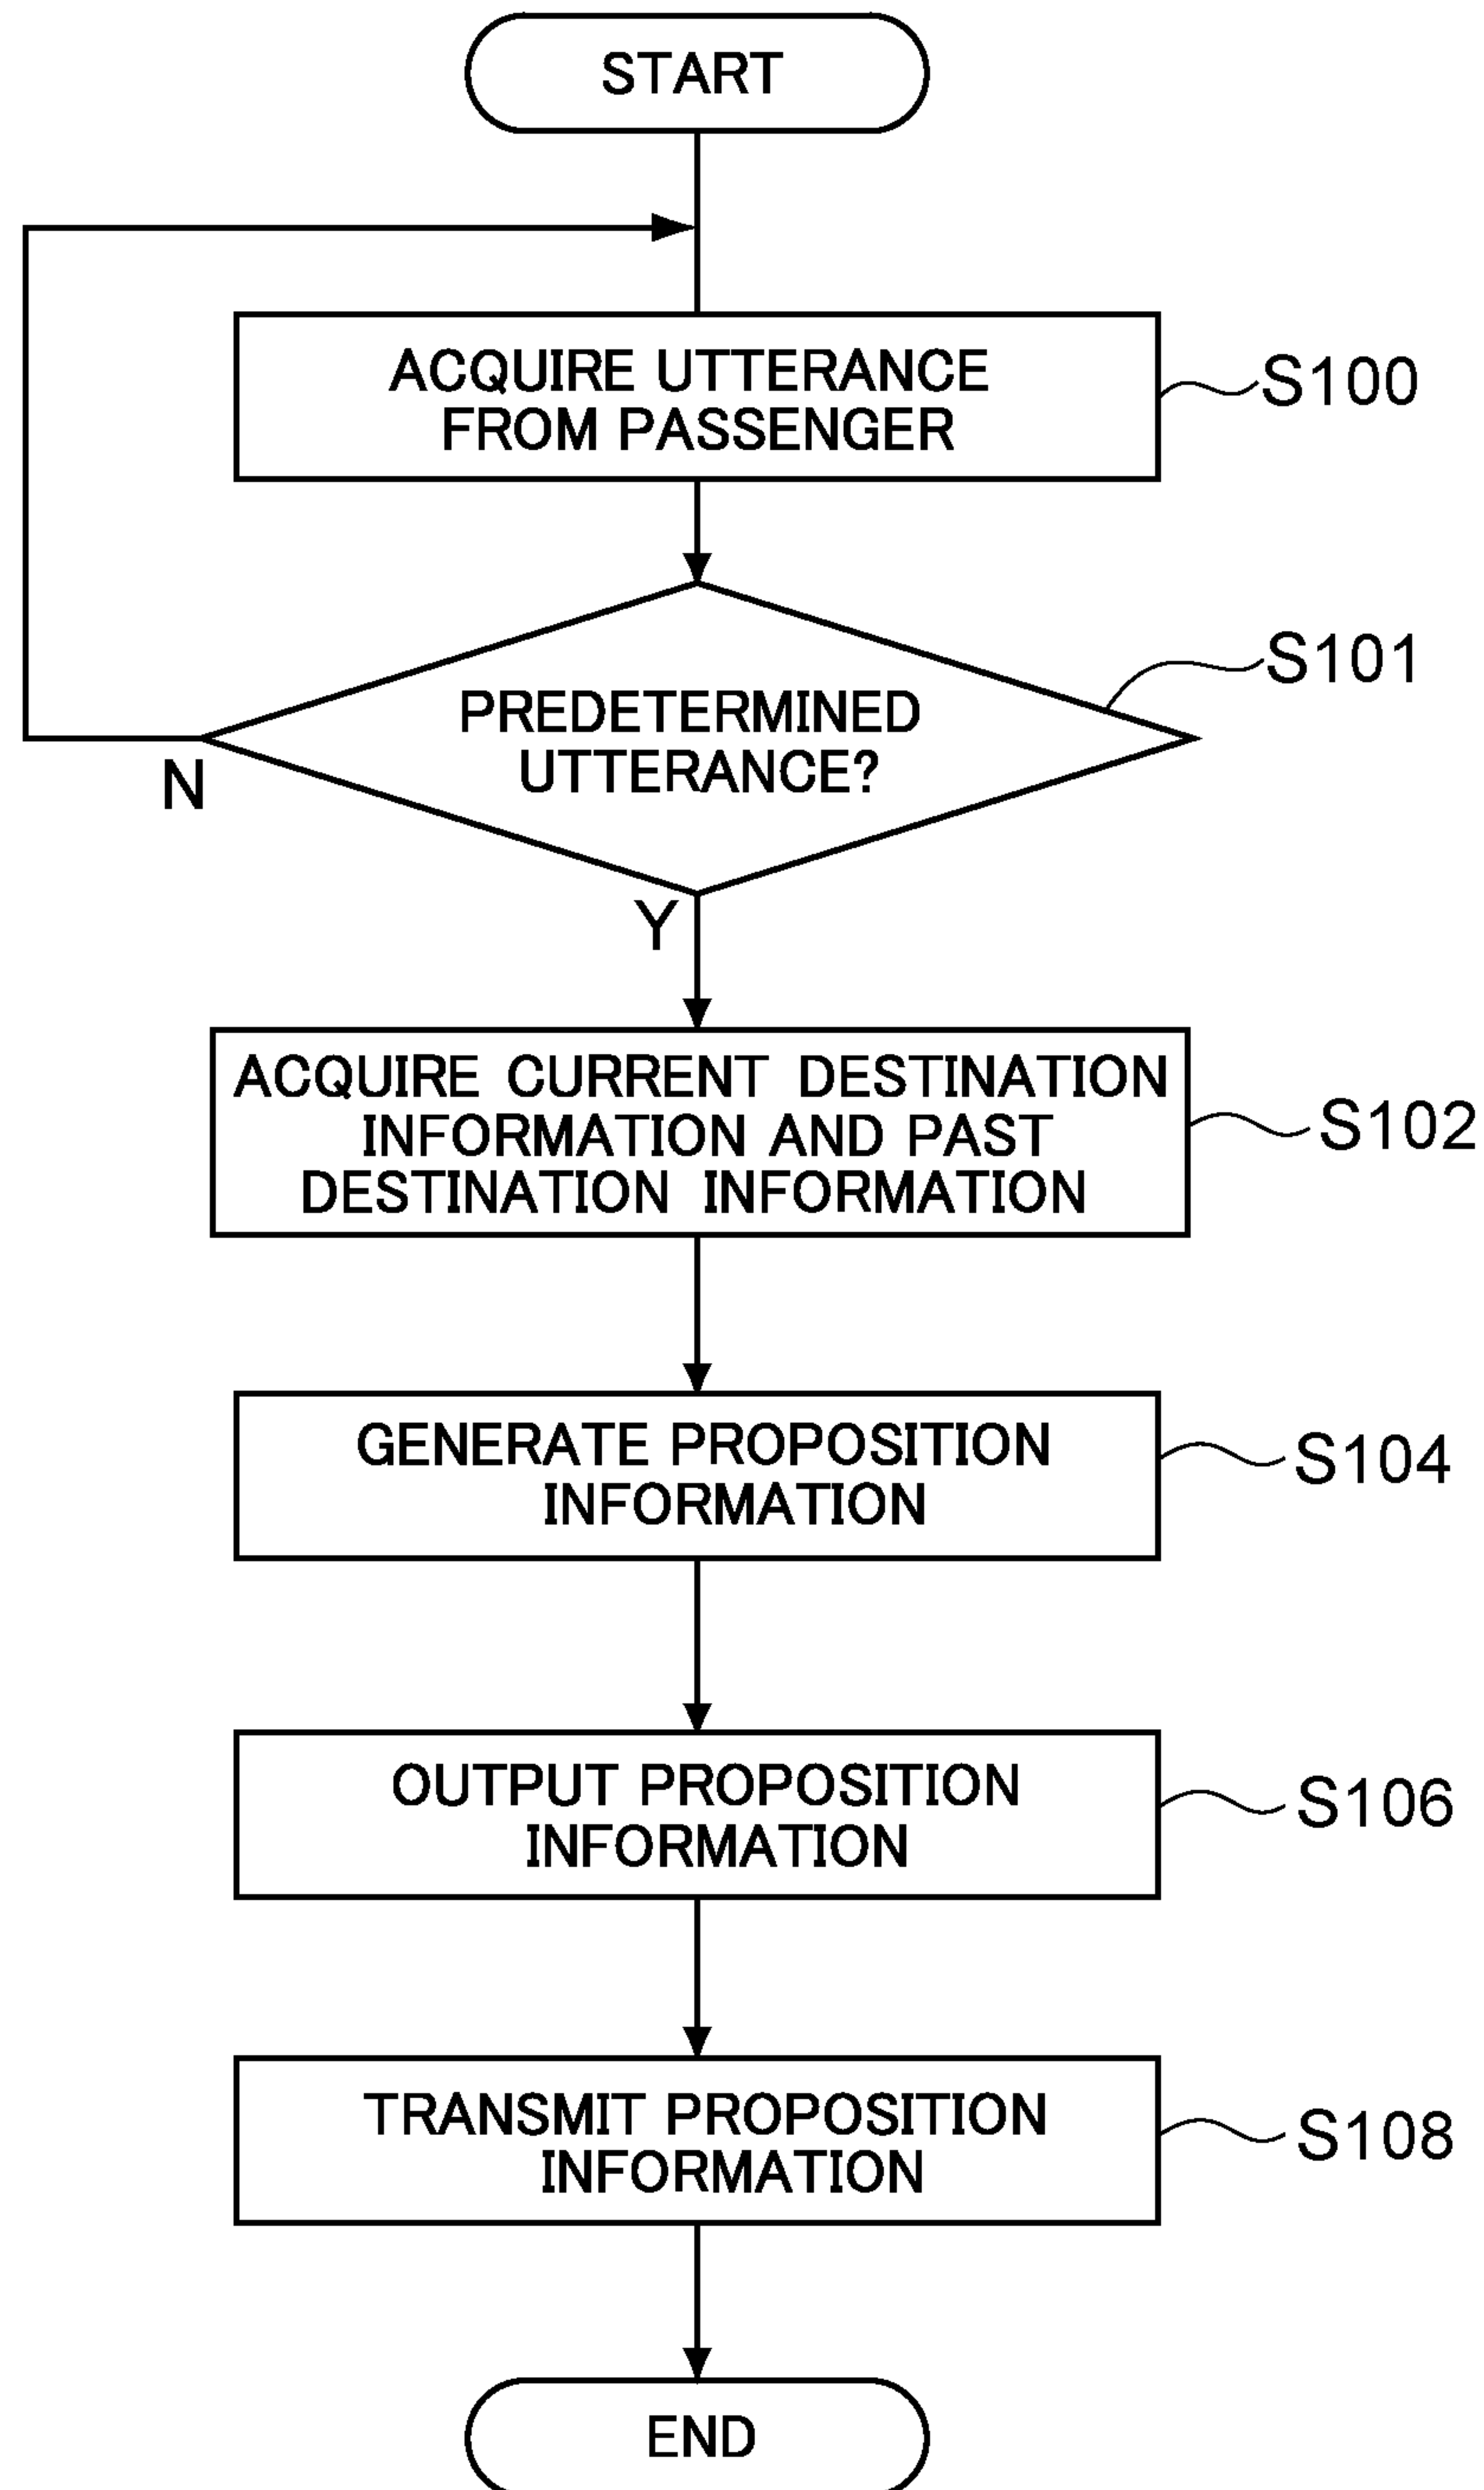 START
ACQUIRE UTTERANCE
FROM PASSENGER
S100
PREDETERMINED
UTTERANCE?
S101
N
Y
ACQUIRE CURRENT DESTINATION
INFORMATION AND PAST
DESTINATION INFORMATION
S102
GENERATE PROPOSITION
INFORMATION
S104
OUTPUT PROPOSITION
INFORMATION
S106
TRANSMIT PROPOSITION
INFORMATION
S108
END